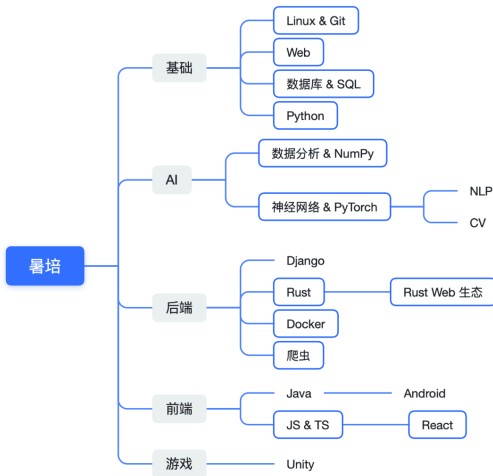 暑培
基础
Linux & Git
Web
数据库 & SQL
Python
AI
数据分析 & NumPy
神经网络 & PyTorch
NLP
CV
后端
Django
Rust
Rust Web 生态
Docker
爬虫
前端
Java
Android
JS & TS
React
游戏
Unity